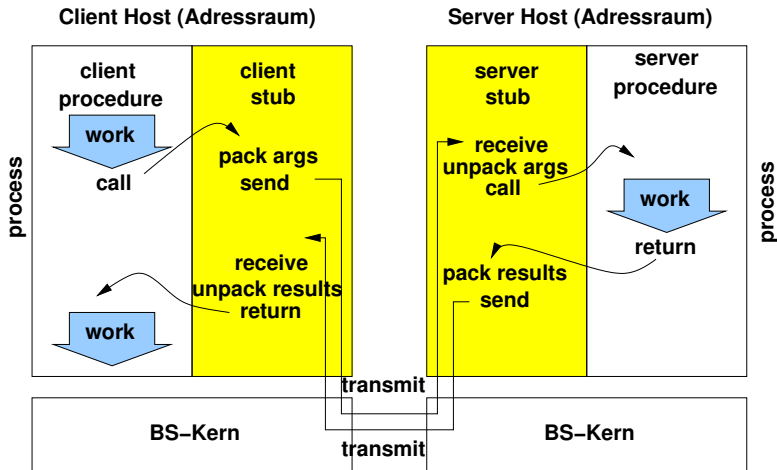 Client Host (Adressraum)
Server Host (Adressraum)
client
procedure
work
call
work
process
client
stub
pack args
send
receive
unpack results
return
server
stub
receive
unpack args
call
pack results
send
server
procedure
work
return
process
transmit
transmit
BS−Kern
BS−Kern